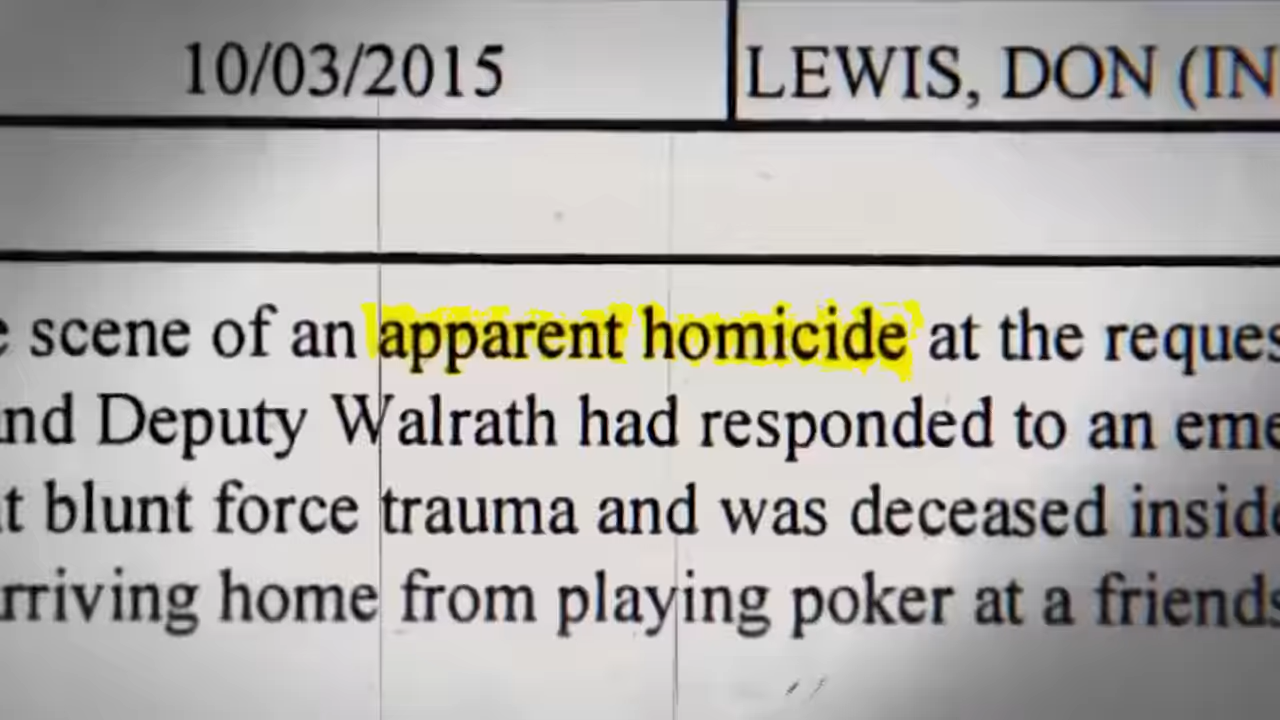 10/03/2015 LEWIS, DON (IN
scene of an apparent homicide at the reques
nd Deputy Walrath had responded to an eme
t blunt force trauma and was deceased insid
rriving home from playing poker at a friends